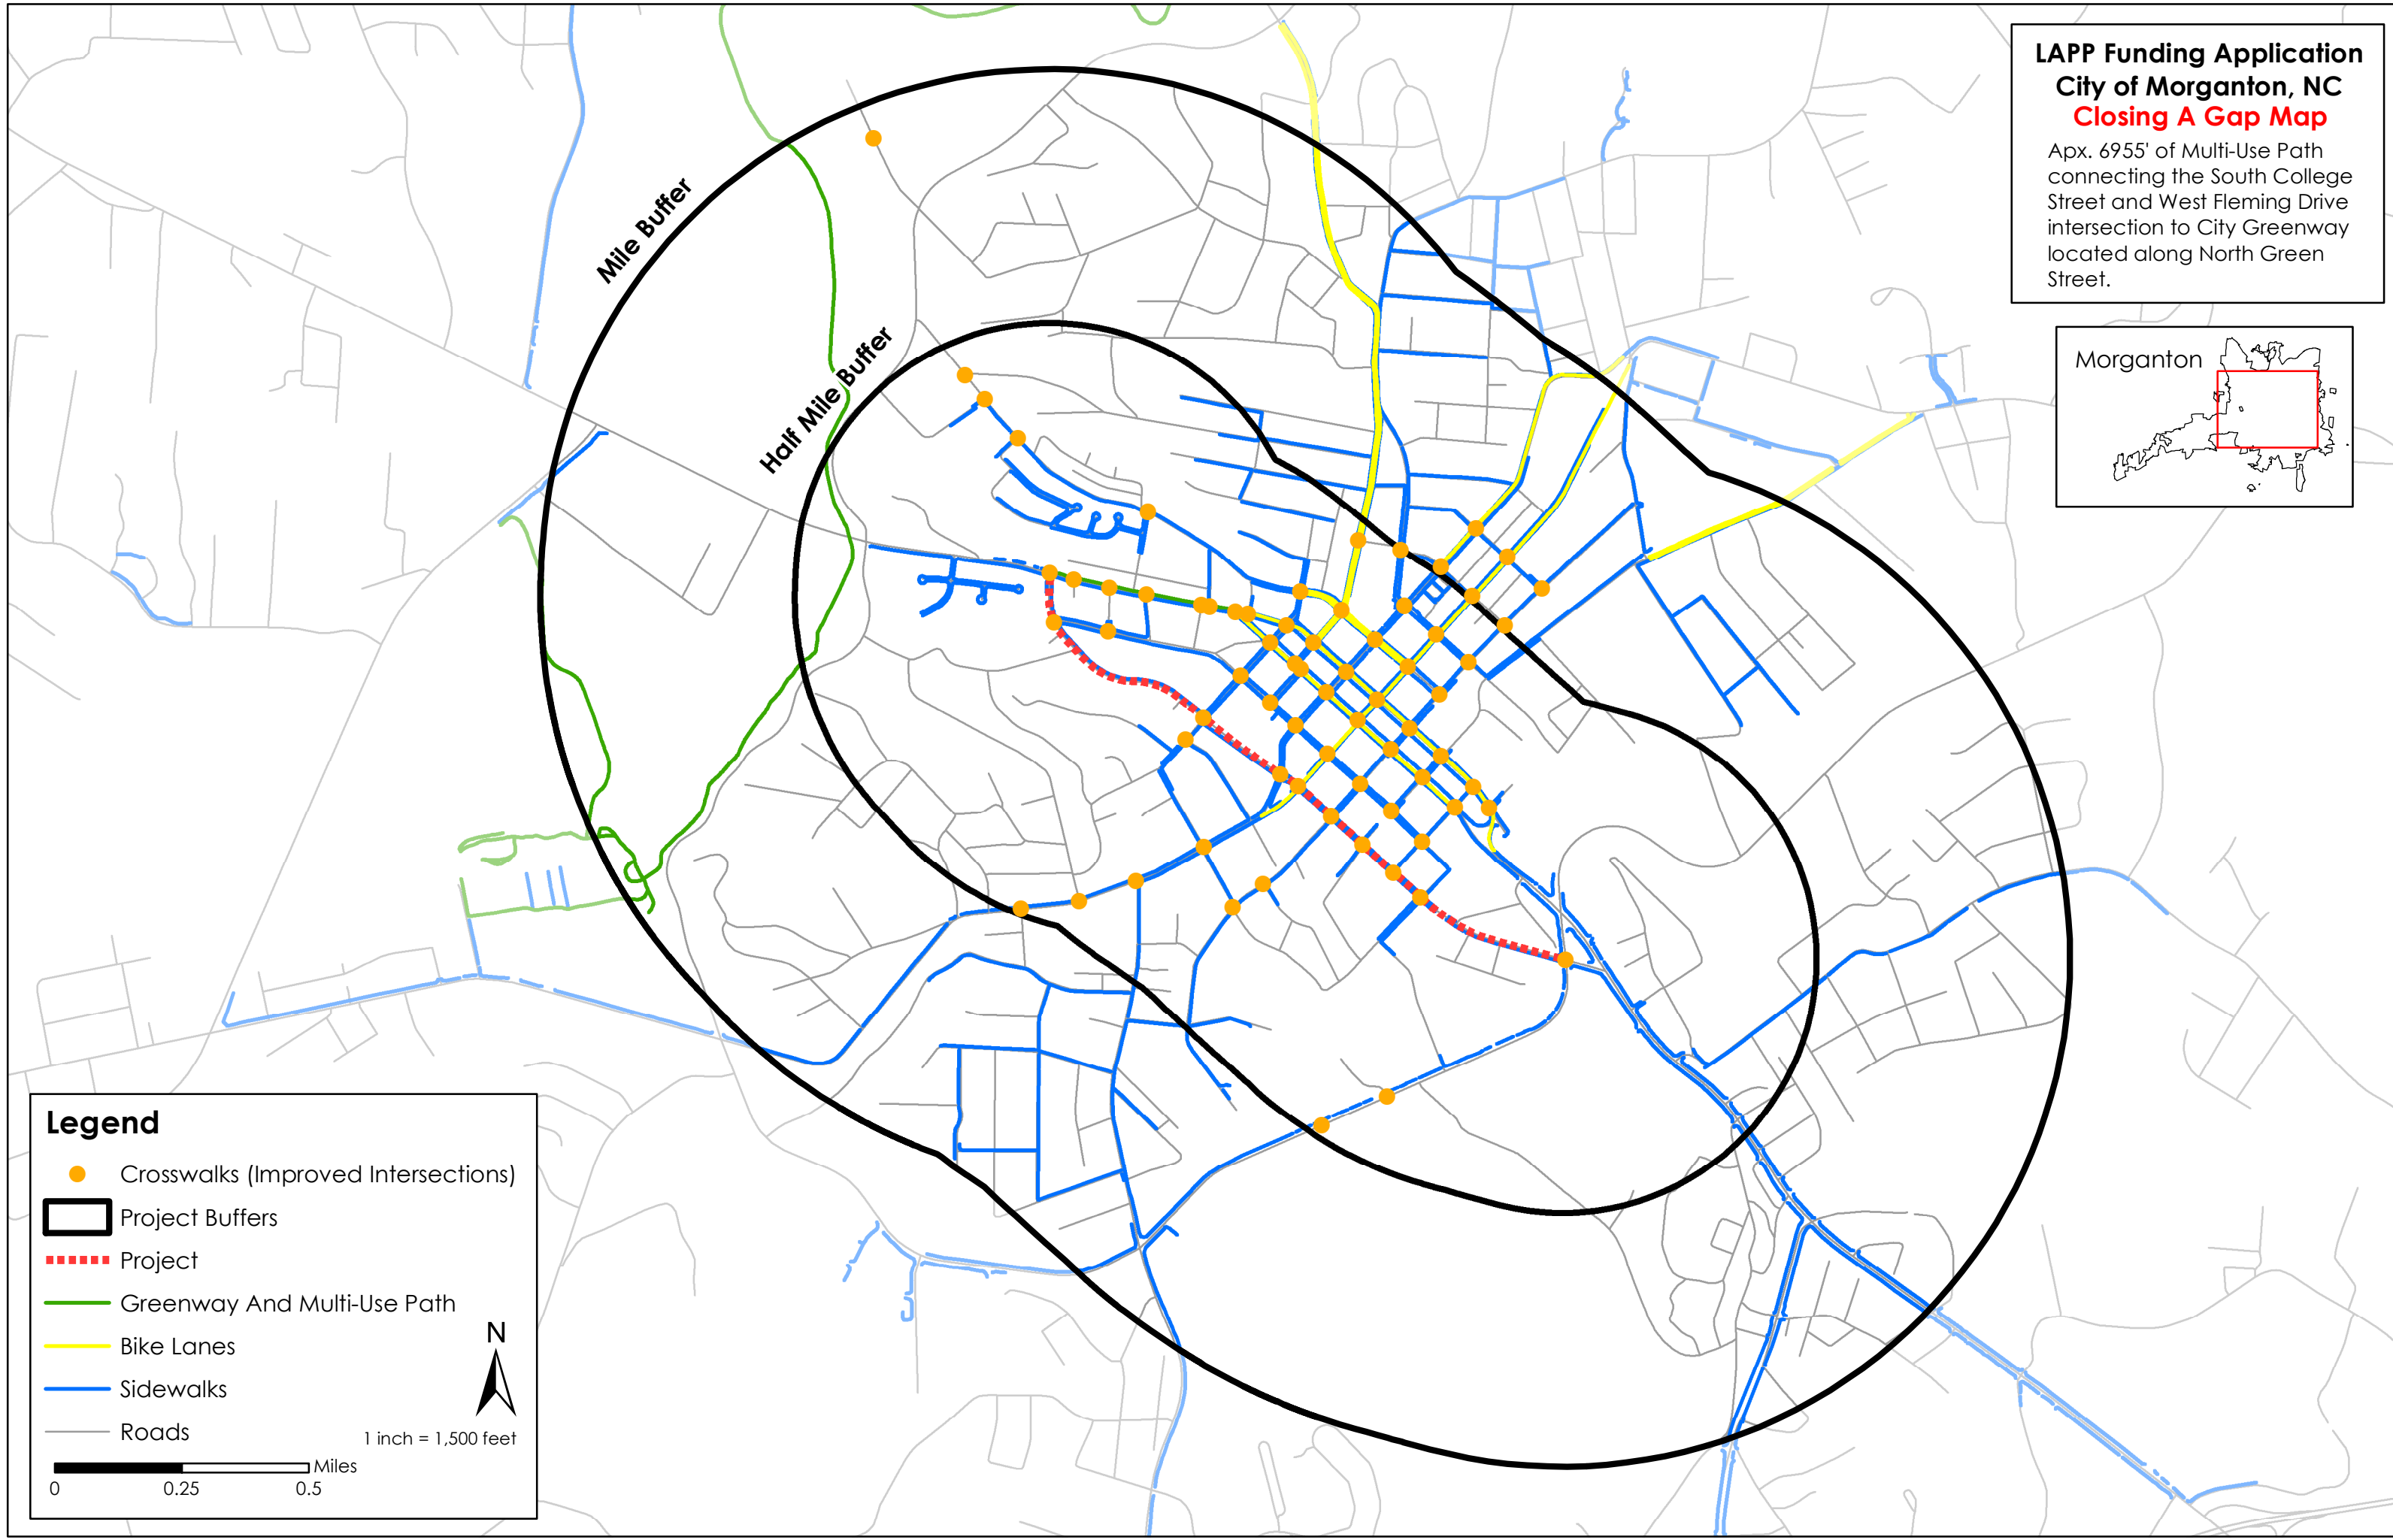 LAPP Funding Application
City of Morganton, NC
Closing A Gap Map
Apx. 6955' of Multi-Use Path
connecting the South College
Street and West Fleming Drive
intersection to City Greenway
located along North Green
Street.
Morganton
Mile Buffer
Half Mile Buffer
Legend
Crosswalks (Improved Intersections)
Project Buffers
Project
Greenway And Multi-Use Path
Bike Lanes
Sidewalks
Roads
N
1 inch = 1,500 feet
Miles
0 0.25 0.5